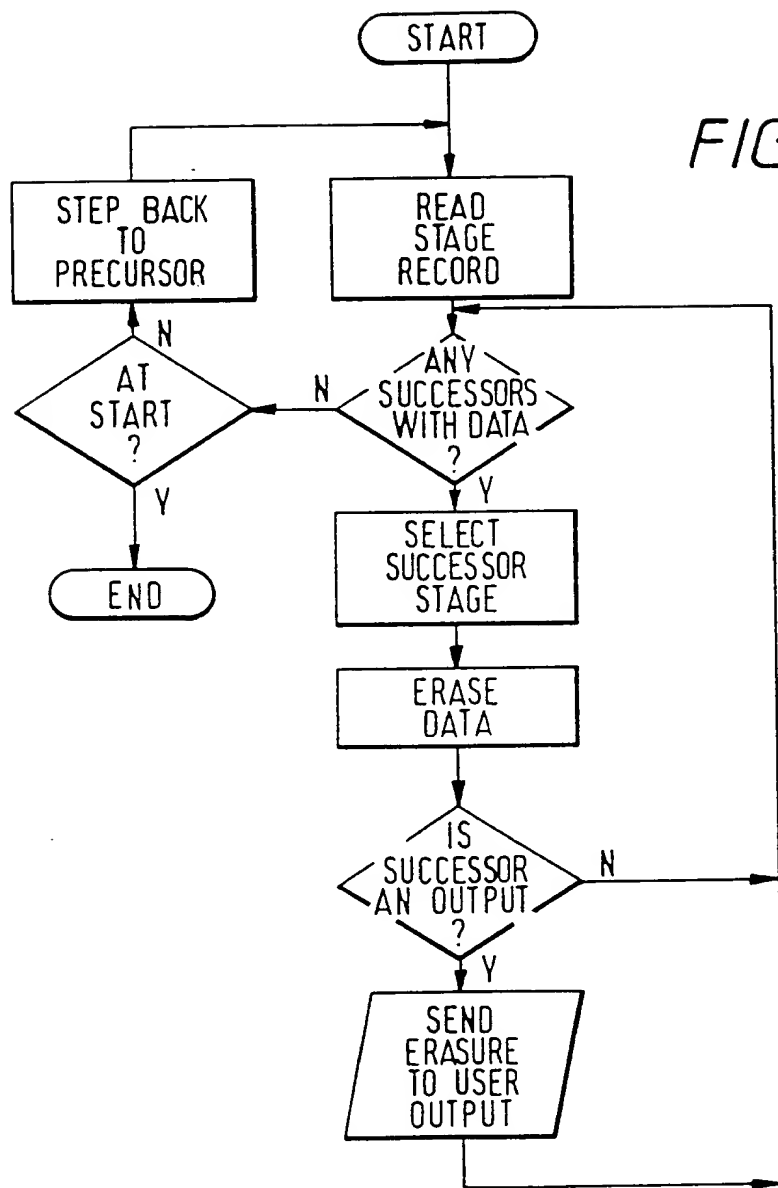 START
FIG
STEP BACK
TO
PRECURSOR
READ
STAGE
RECORD
N
AT
START
?
N
ANY
SUCCESSORS
WITH DATA
?
Y
Y
SELECT
SUCCESSOR
STAGE
END
ERASE
DATA
IS
SUCCESSOR
AN OUTPUT
?
N
Y
SEND
ERASURE
TO USER
OUTPUT